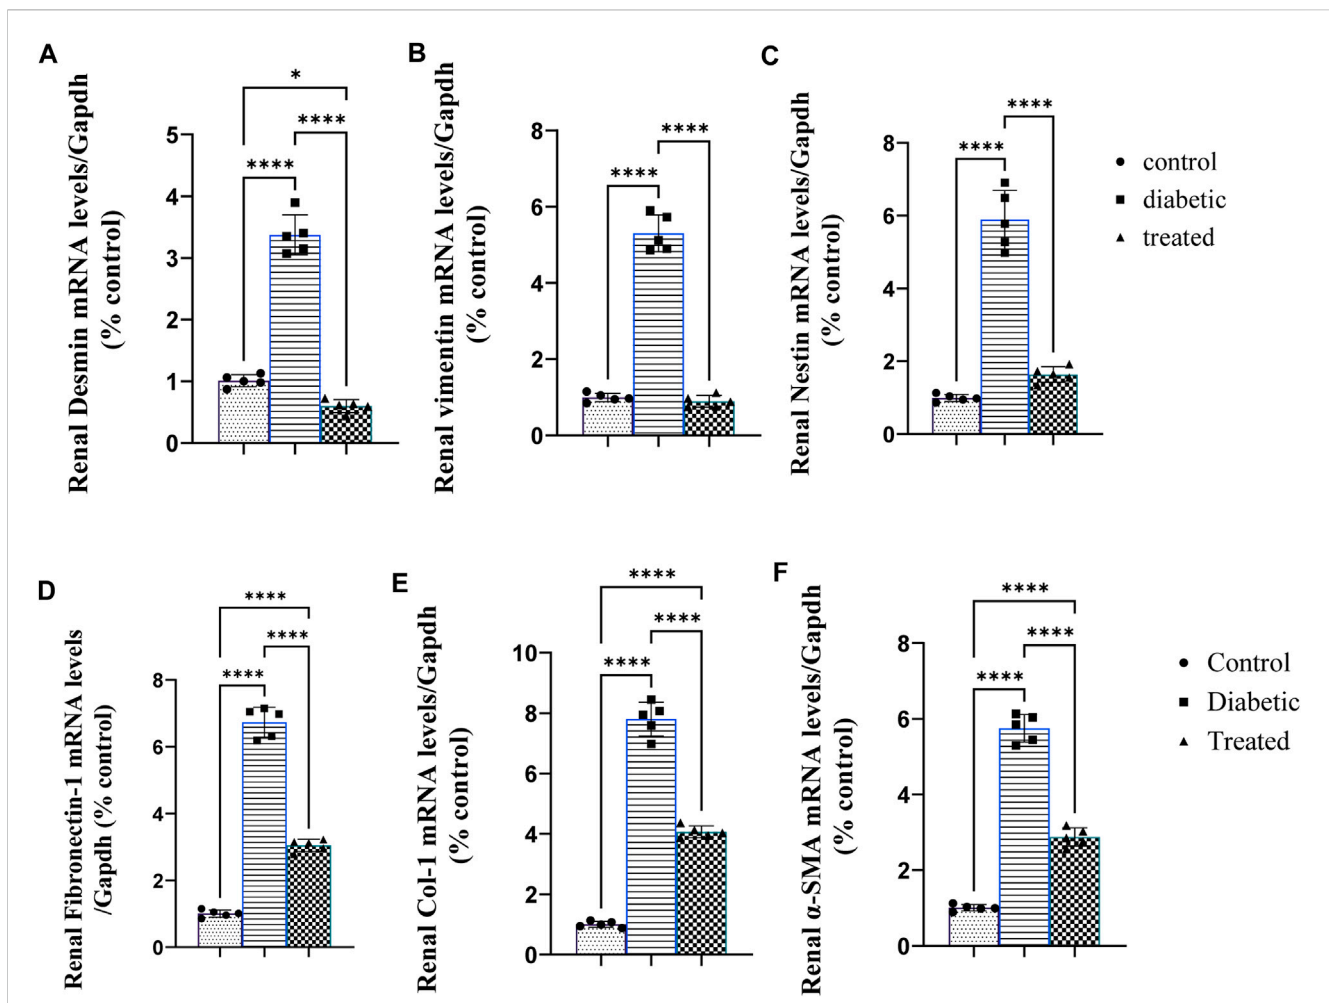 A
Renal Desmin mRNA levels/Gapdh
(% control)
5
4
3
2
1
0
*
****
****
B
Renal vimentin mRNA levels/Gapdh
(% control)
8
6
4
2
0
****
****
C
Renal Nestin mRNA levels/Gapdh
(% control)
8
6
4
2
0
****
****
control
diabetic
treated
D
Renal Fibronectin-1 mRNA levels
/Gapdh (% control)
8
6
4
2
0
****
****
****
E
Renal Col-1 mRNA levels/Gapdh
(% control)
10
8
6
4
2
0
****
****
****
F
Renal α-SMA mRNA levels/Gapdh
(% control)
8
6
4
2
0
****
****
****
Control
Diabetic
Treated